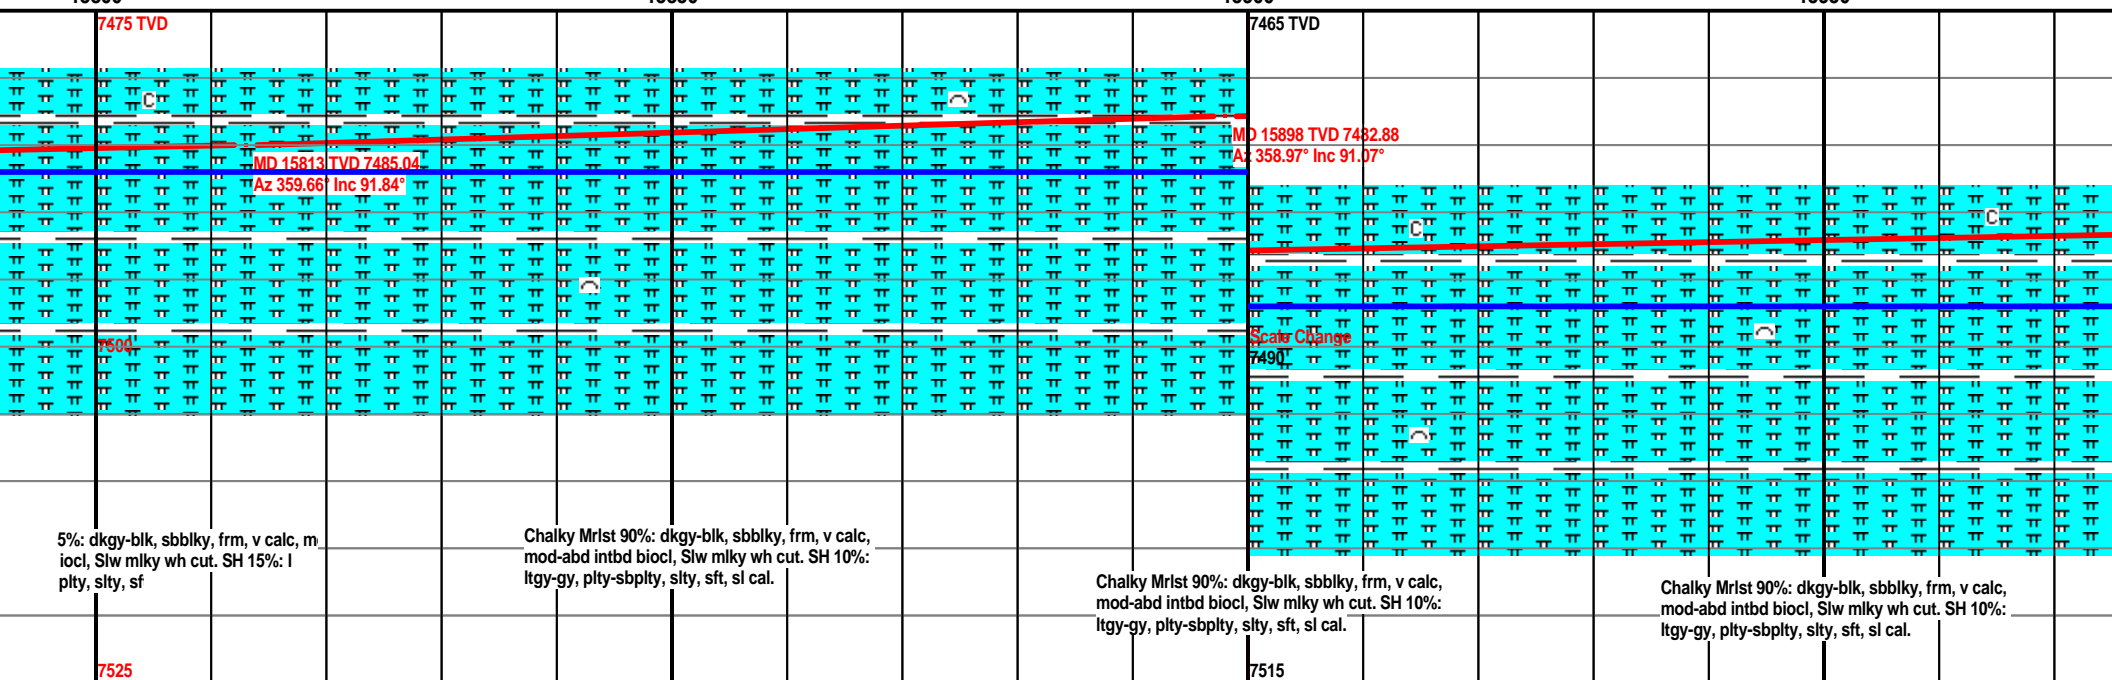 7475 TVD
7465 TVD
MD 15813 TVD 7485.04
Az 359.66° Inc 91.84°
MD 15898 TVD 7482.88
Az 358.97° Inc 91.07°
C
C
C
7500
Scale Change
7490
5%: dkgy-blk, sbblky, frm, v calc, m
iocl, Slw mlky wh cut. SH 15%: l
plty, slty, sf
Chalky Mrlst 90%: dkgy-blk, sbblky, frm, v calc,
mod-abd intbd biocl, Slw mlky wh cut. SH 10%:
ltgy-gy, plty-sbplty, slty, sft, sl cal.
Chalky Mrlst 90%: dkgy-blk, sbblky, frm, v calc,
mod-abd intbd biocl, Slw mlky wh cut. SH 10%:
ltgy-gy, plty-sbplty, slty, sft, sl cal.
Chalky Mrlst 90%: dkgy-blk, sbblky, frm, v calc,
mod-abd intbd biocl, Slw mlky wh cut. SH 10%:
ltgy-gy, plty-sbplty, slty, sft, sl cal.
7525
7515